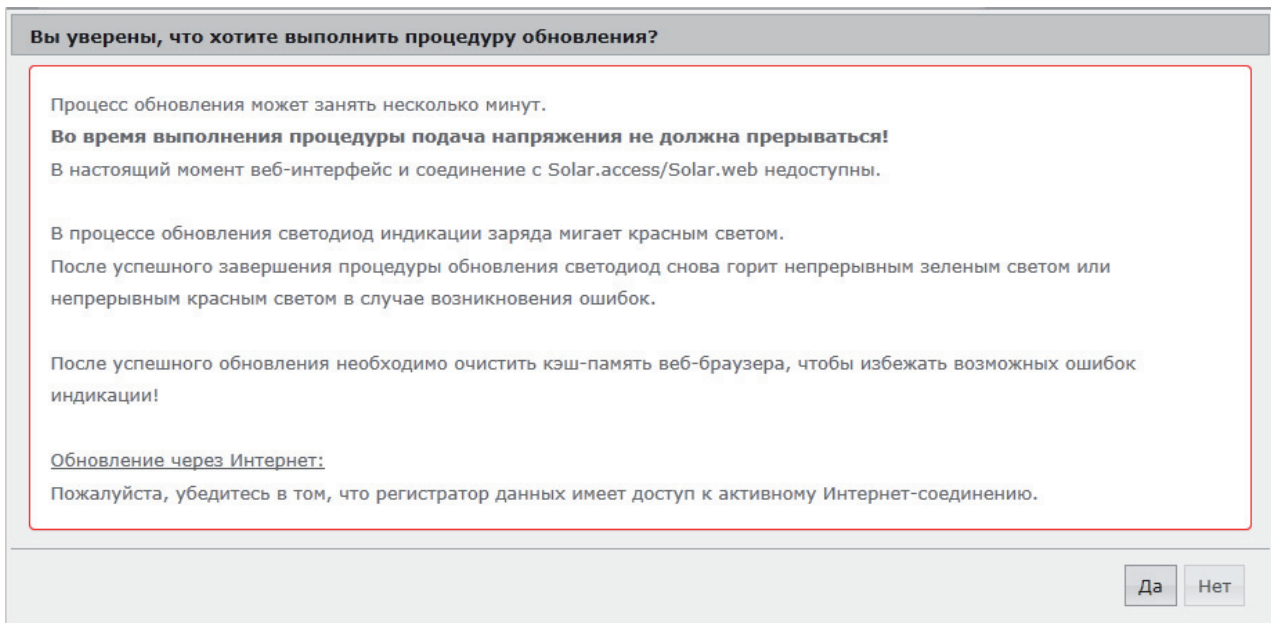 Вы уверены, что хотите выполнить процедуру обновления?
Процесс обновления может занять несколько минут.
Во время выполнения процедуры подача напряжения не должна прерываться!
В настоящий момент веб-интерфейс и соединение с Solar.access/Solar.web недоступны.
В процессе обновления светодиод индикации заряда мигает красным светом.
После успешного завершения процедуры обновления светодиод снова горит непрерывным зеленым светом или
непрерывным красным светом в случае возникновения ошибок.
После успешного обновления необходимо очистить кэш-память веб-браузера, чтобы избежать возможных ошибок
индикации!
Обновление через Интернет:
Пожалуйста, убедитесь в том, что регистратор данных имеет доступ к активному Интернет-соединению.
Да Нет